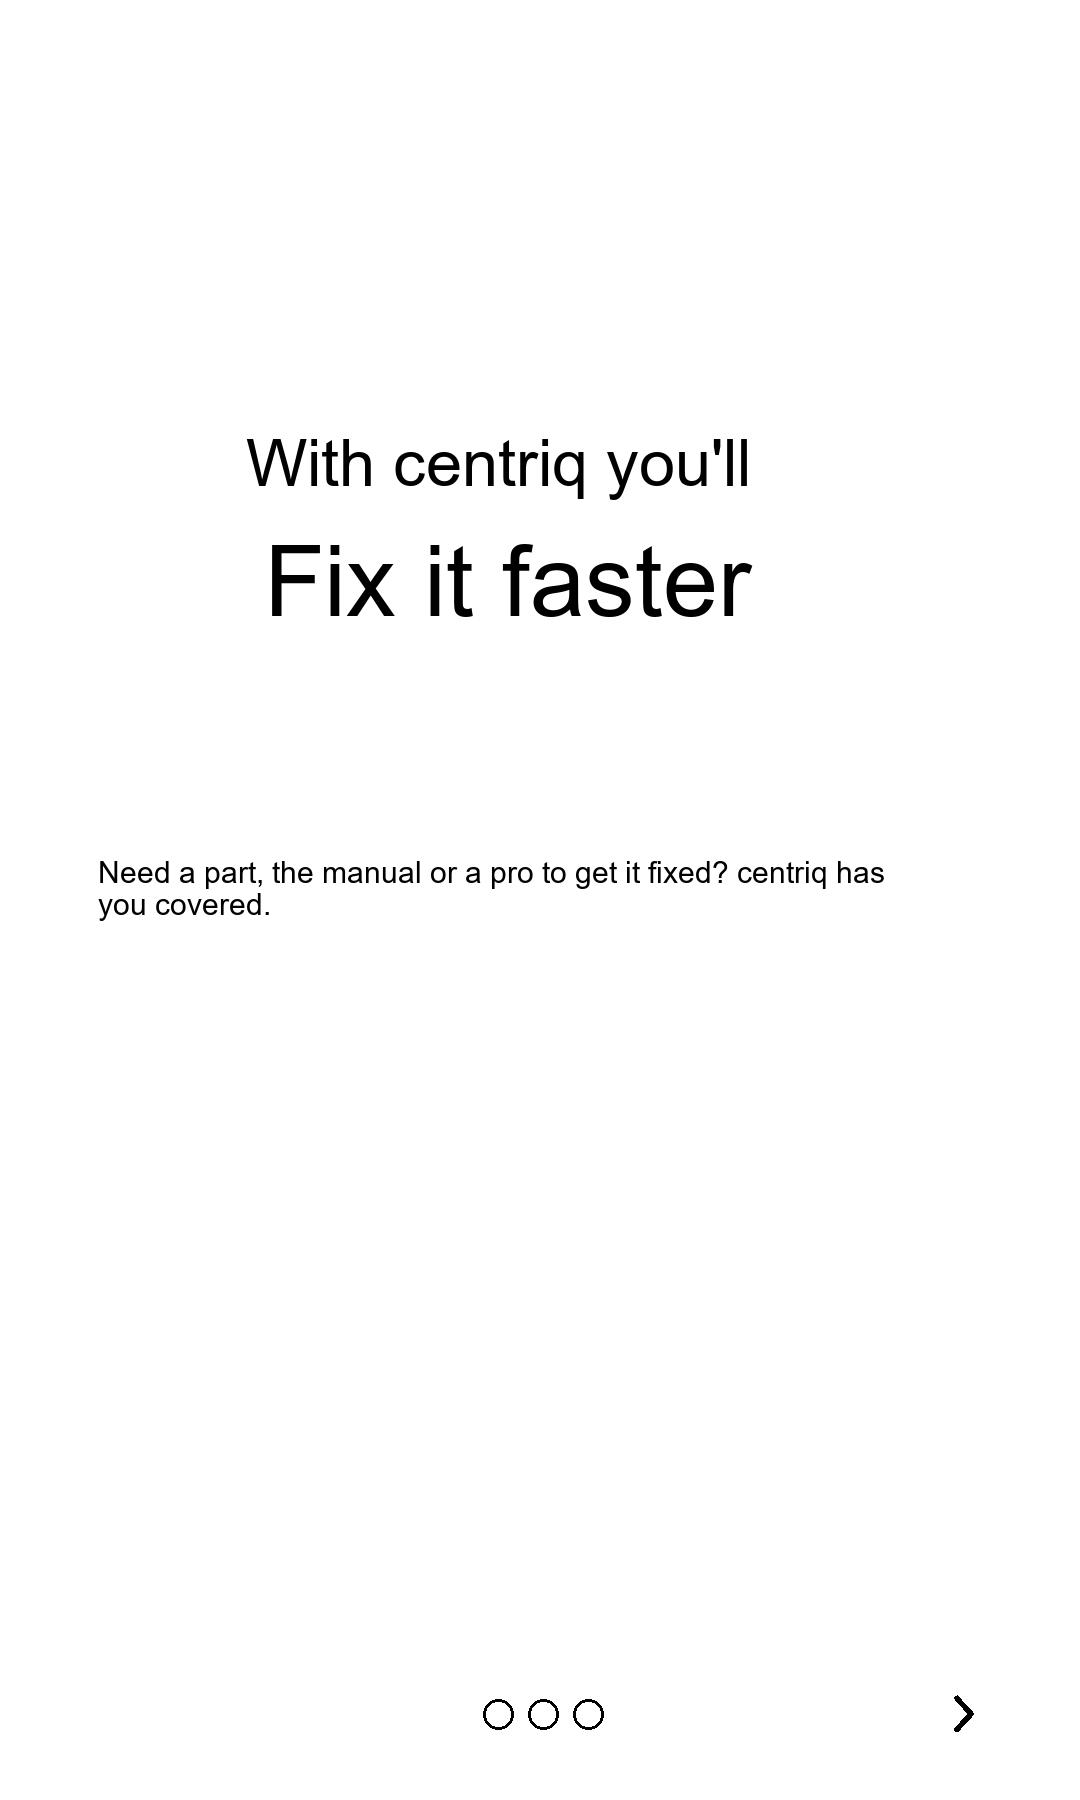 With centriq you'll
Fix it faster
Need a part, the manual or a pro to get it fixed? centriq has
you covered.